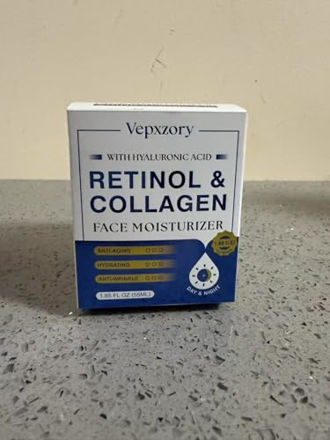 Vepxzory
WITH HYALURONIC ACID
RETINOL &
COLLAGEN
FACE MOISTURIZER
ANTI-AGING
HYDRATING
ANTI-WRINKLE
1.85 FL OZ (55ML)
DAY & NIGHT